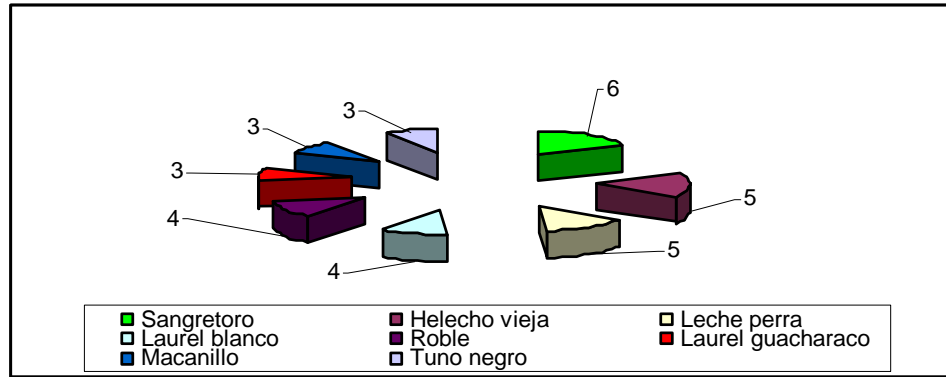 6
3
3
3
5
4
4
5
Sangretoro Helecho vieja Leche perra
Laurel blanco Roble Laurel guacharaco
Macanillo Tuno negro